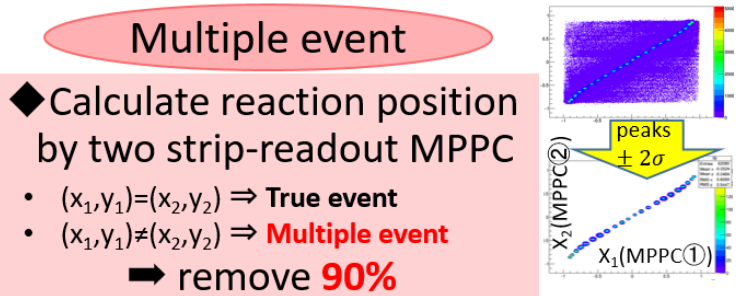 Multiple event
◆Calculate reaction position
by two strip-readout MPPC
• (x₁,y₁)=(x₂,y₂) ⇒ True event
• (x₁,y₁)≠(x₂,y₂) ⇒ Multiple event
➡ remove 90%
peaks
± 2σ
X₂(MPPC②)
X₁(MPPC①)